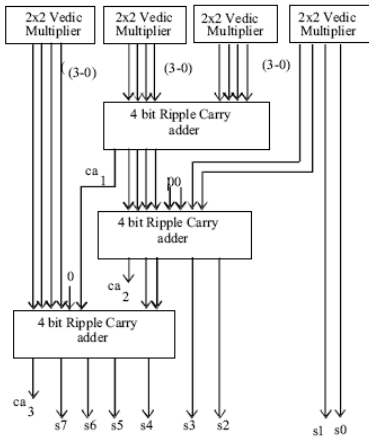 2x2 Vedic
Multiplier
2x2 Vedic
Multiplier
2x2 Vedic
Multiplier
2x2 Vedic
Multiplier
(3-0)
(3-0)
(3-0)
4 bit Ripple Carry
adder
ca
1
4 bit Ripple Carry
adder
0
ca
2
4 bit Ripple Carry
adder
ca
3
s7
s6
s5
s4
s3
s2
s1
s0